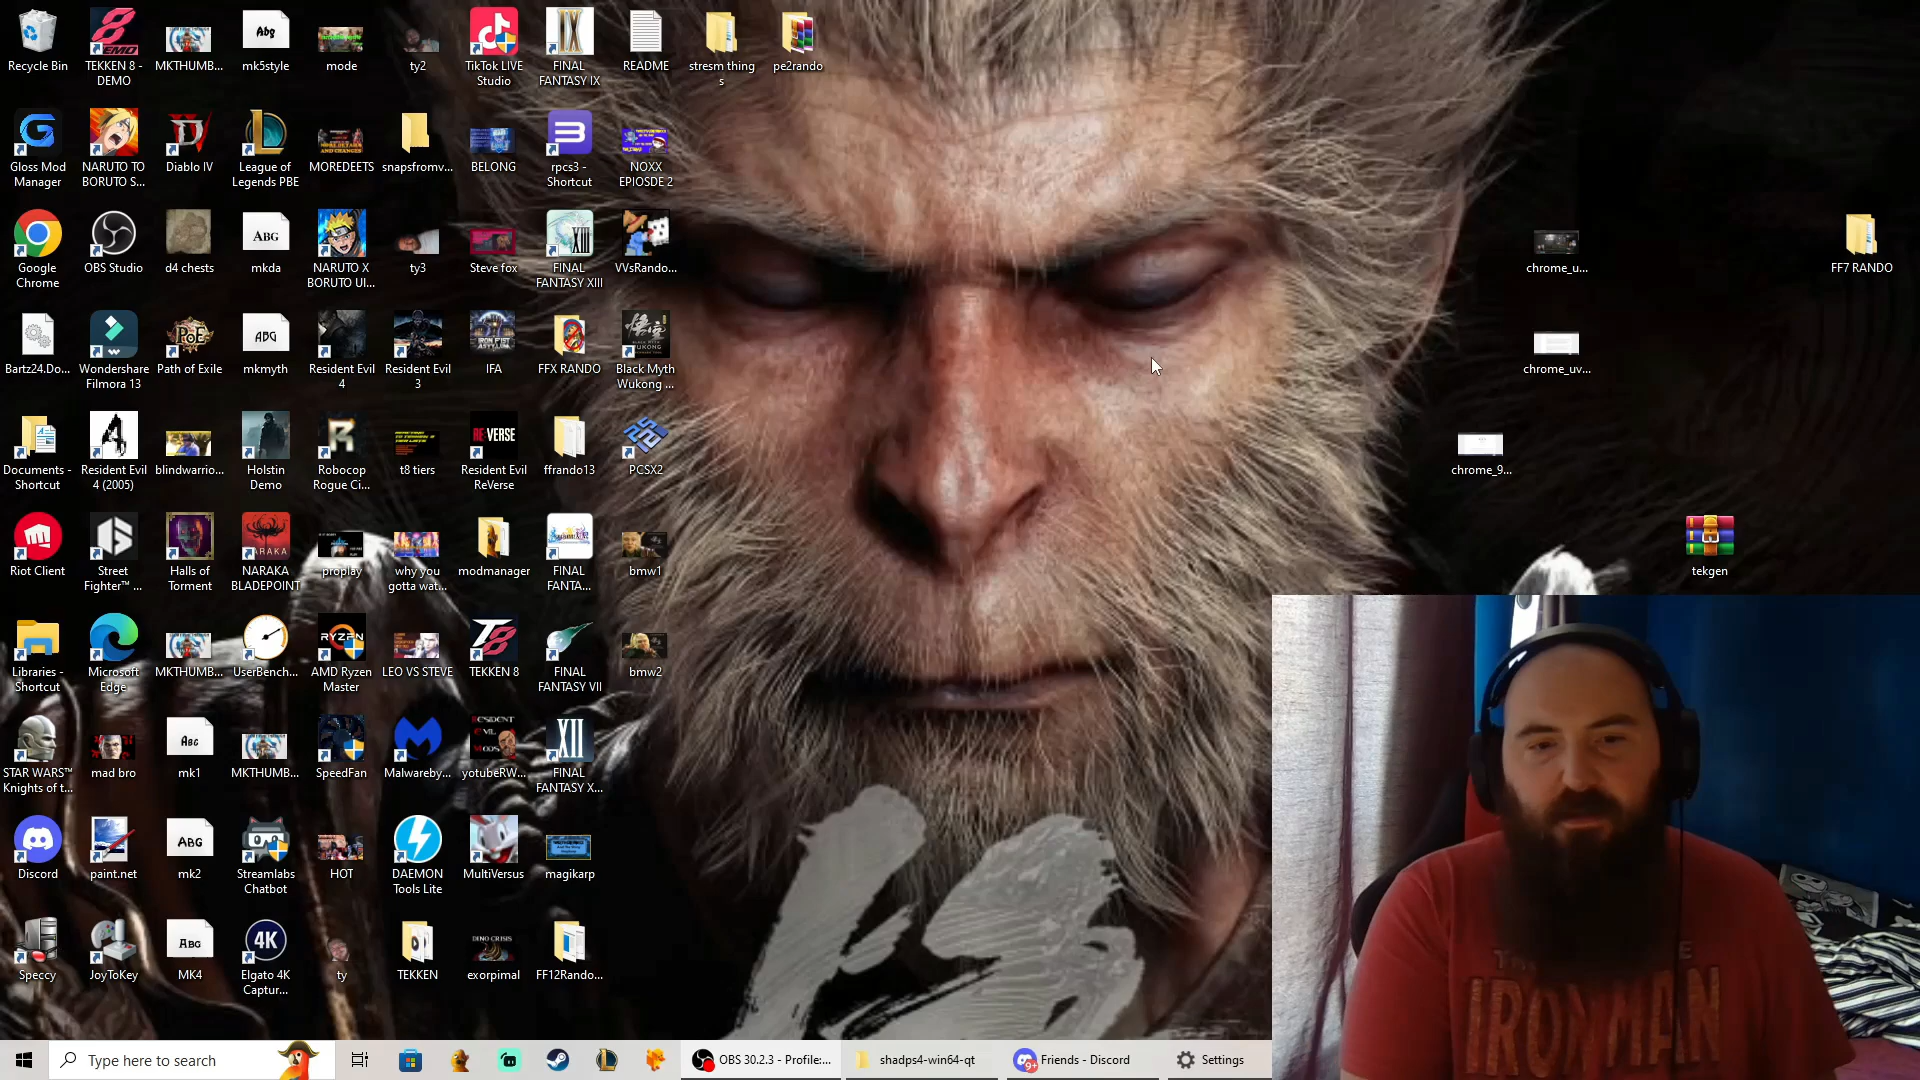 Recycle Bin
TEKKEN 8 -
DEMO
MKTHUMB...
mk5style
mode
ty2
TikTok LIVE
Studio
FINAL
FANTASY IX
README
stresm thing
s
pe2rando
Gloss Mod
Manager
NARUTO TO
BORUTO S...
Diablo IV
League of
Legends PBE
MOREDEETS
snapsfromv...
BELONG
rpcs3 -
Shortcut
NOXX
EPIOSDE 2
Google
Chrome
OBS Studio
d4 chests
mkda
NARUTO X
BORUTO UI...
ty3
Steve fox
FINAL
FANTASY XIII
VVsRando...
chrome_u...
FF7 RANDO
Bartz24.Do...
Wondershare
Filmora 13
Path of Exile
mkmyth
Resident Evil
4
Resident Evil
3
IFA
FFX RANDO
Black Myth
Wukong ...
chrome_uv...
Documents -
Shortcut
Resident Evil
4 (2005)
blindwarrio...
Holstin
Demo
Robocop
Rogue Ci...
t8 tiers
Resident Evil
ReVerse
ffrando13
PCSX2
chrome_9...
Riot Client
Street
Fighter™ ...
Halls of
Torment
NARAKA
BLADEPOINT
proplay
why you
gotta wat...
modmanager
FINAL
FANTA...
bmw1
tekgen
Libraries -
Shortcut
Microsoft
Edge
MKTHUMB...
UserBench...
AMD Ryzen
Master
LEO VS STEVE
TEKKEN 8
FINAL
FANTASY VII
bmw2
STAR WARS™
Knights of t...
mad bro
mk1
MKTHUMB...
SpeedFan
Malwareby...
yotubeRW...
FINAL
FANTASY X...
Discord
paint.net
mk2
Streamlabs
Chatbot
HOT
DAEMON
Tools Lite
MultiVersus
magikarp
Speccy
JoyToKey
MK4
Elgato 4K
Captur...
ty
TEKKEN
exorpimal
FF12Rando...
IRON MAN
Type here to search
OBS 30.2.3 - Profile:...
shadps4-win64-qt
Friends - Discord
Settings